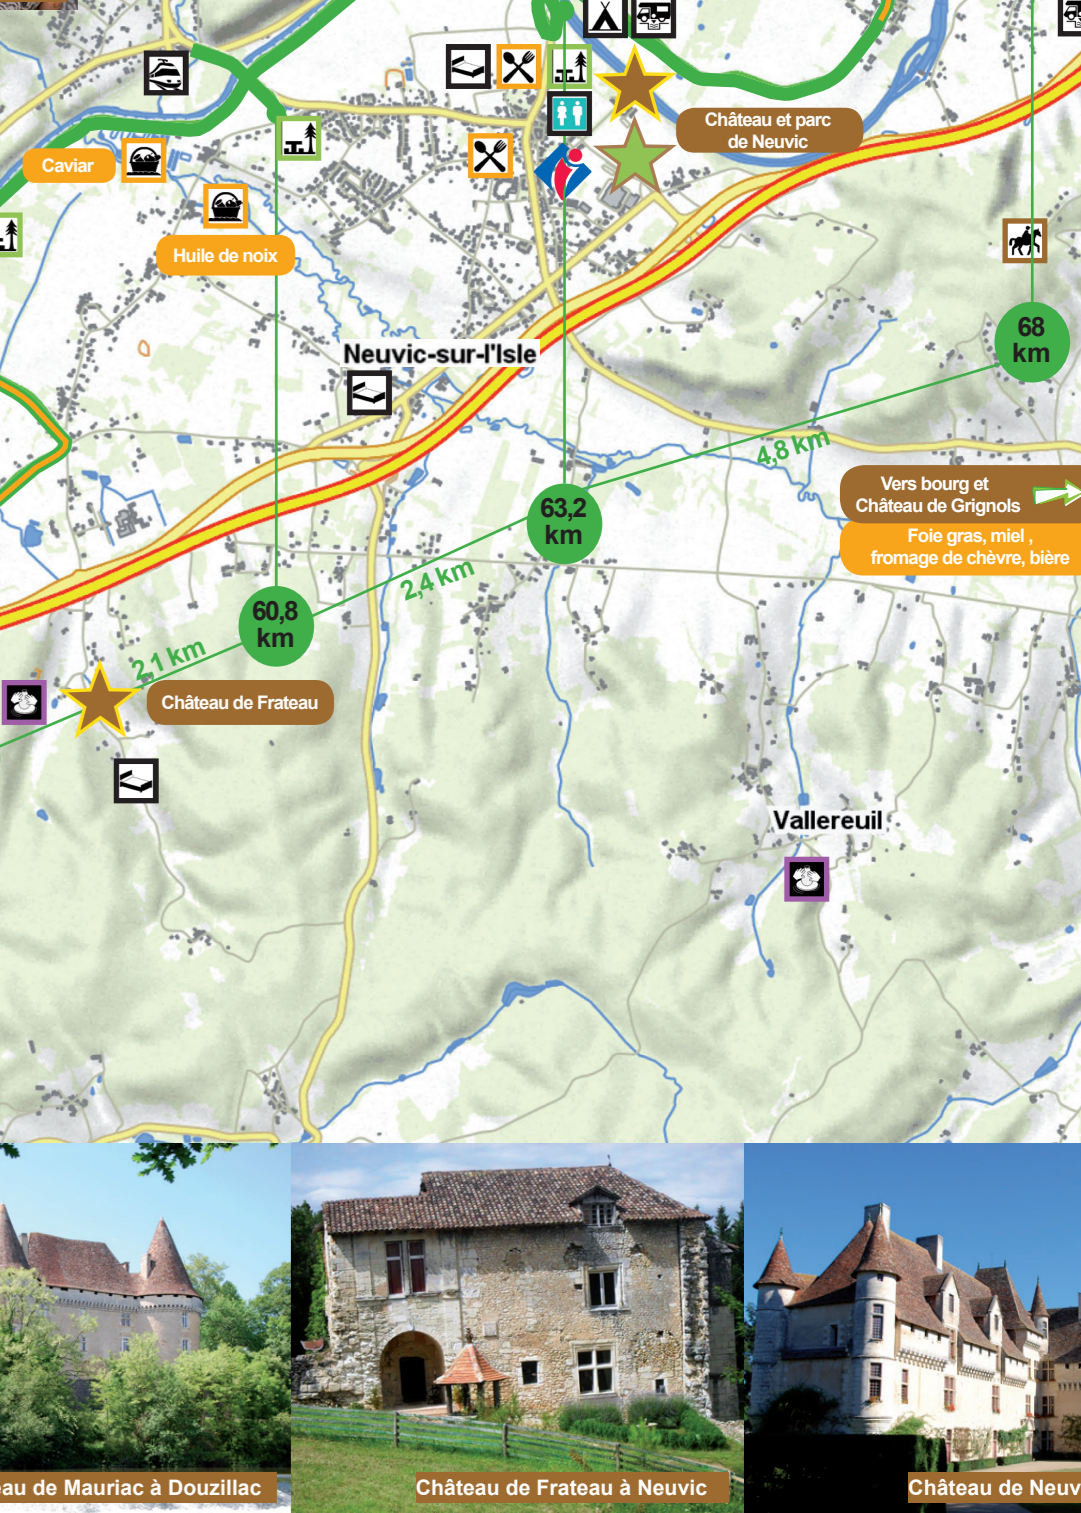 Château et parc
de Neuvic
Caviar
Huile de noix
Neuvic-sur-l'Isle
68
km
4,8 km
Vers bourg et
Château de Grignols
Foie gras, miel ,
fromage de chèvre, bière
63,2
km
2,4 km
60,8
km
2,1 km
Château de Frateau
Vallereuil
eau de Mauriac à Douzillac
Château de Frateau à Neuvic
Château de Neuv